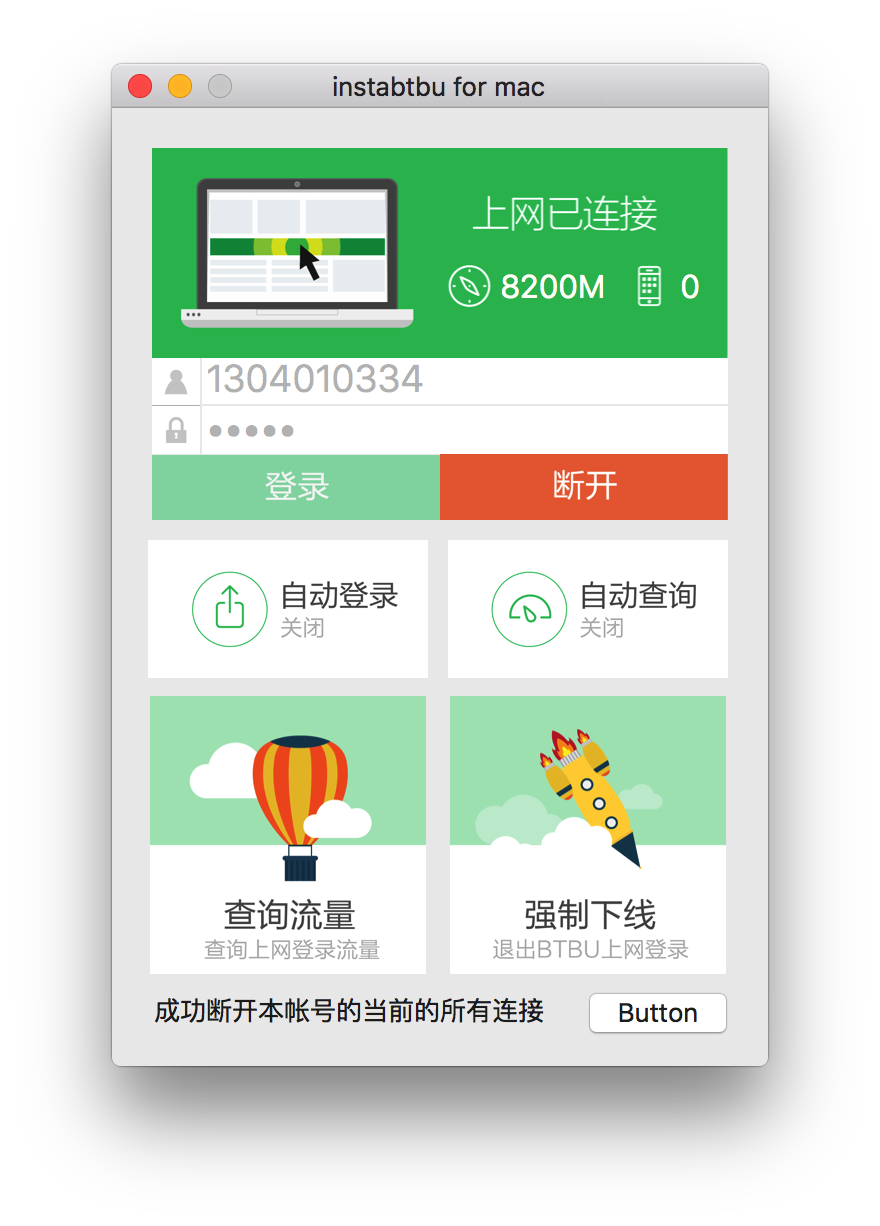 instabtbu for mac
上网已连接
8200M 0
1304010334
•••••
登录 断开
自动登录 自动查询
关闭 关闭
查询流量 强制下线
查询上网登录流量 退出BTBU上网登录
成功断开本帐号的当前的所有连接 Button